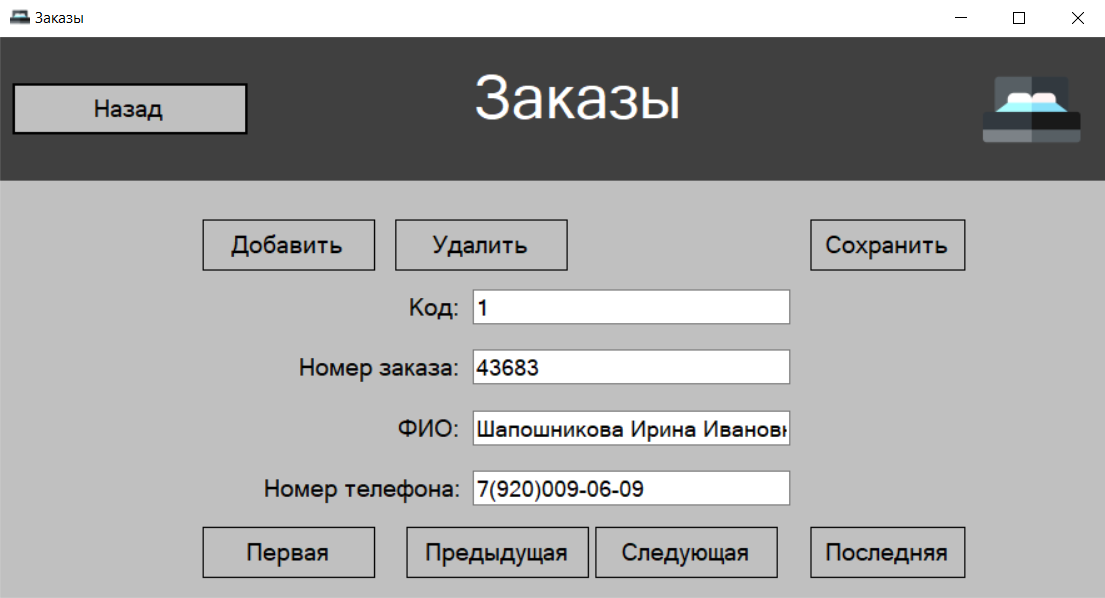 Заказы
Назад
Заказы
Добавить Удалить Сохранить
Код: 1
Номер заказа: 43683
ФИО: Шапошникова Ирина Иванов
Номер телефона: 7(920)009-06-09
Первая Предыдущая Следующая Последняя